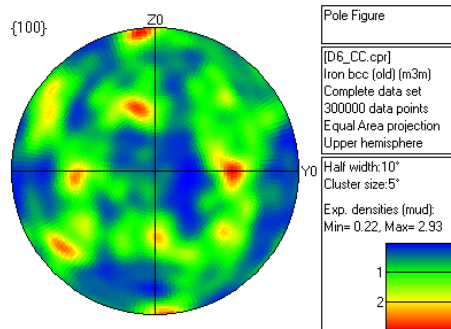 {100}
Z0
Y0
Pole Figure
[D6_CC.cpr]
Iron bcc (old) (m3m)
Complete data set
300000 data points
Equal Area projection
Upper hemisphere
Half width:10°
Cluster size:5°
Exp. densities (mud):
Min= 0.22, Max= 2.93
1
2